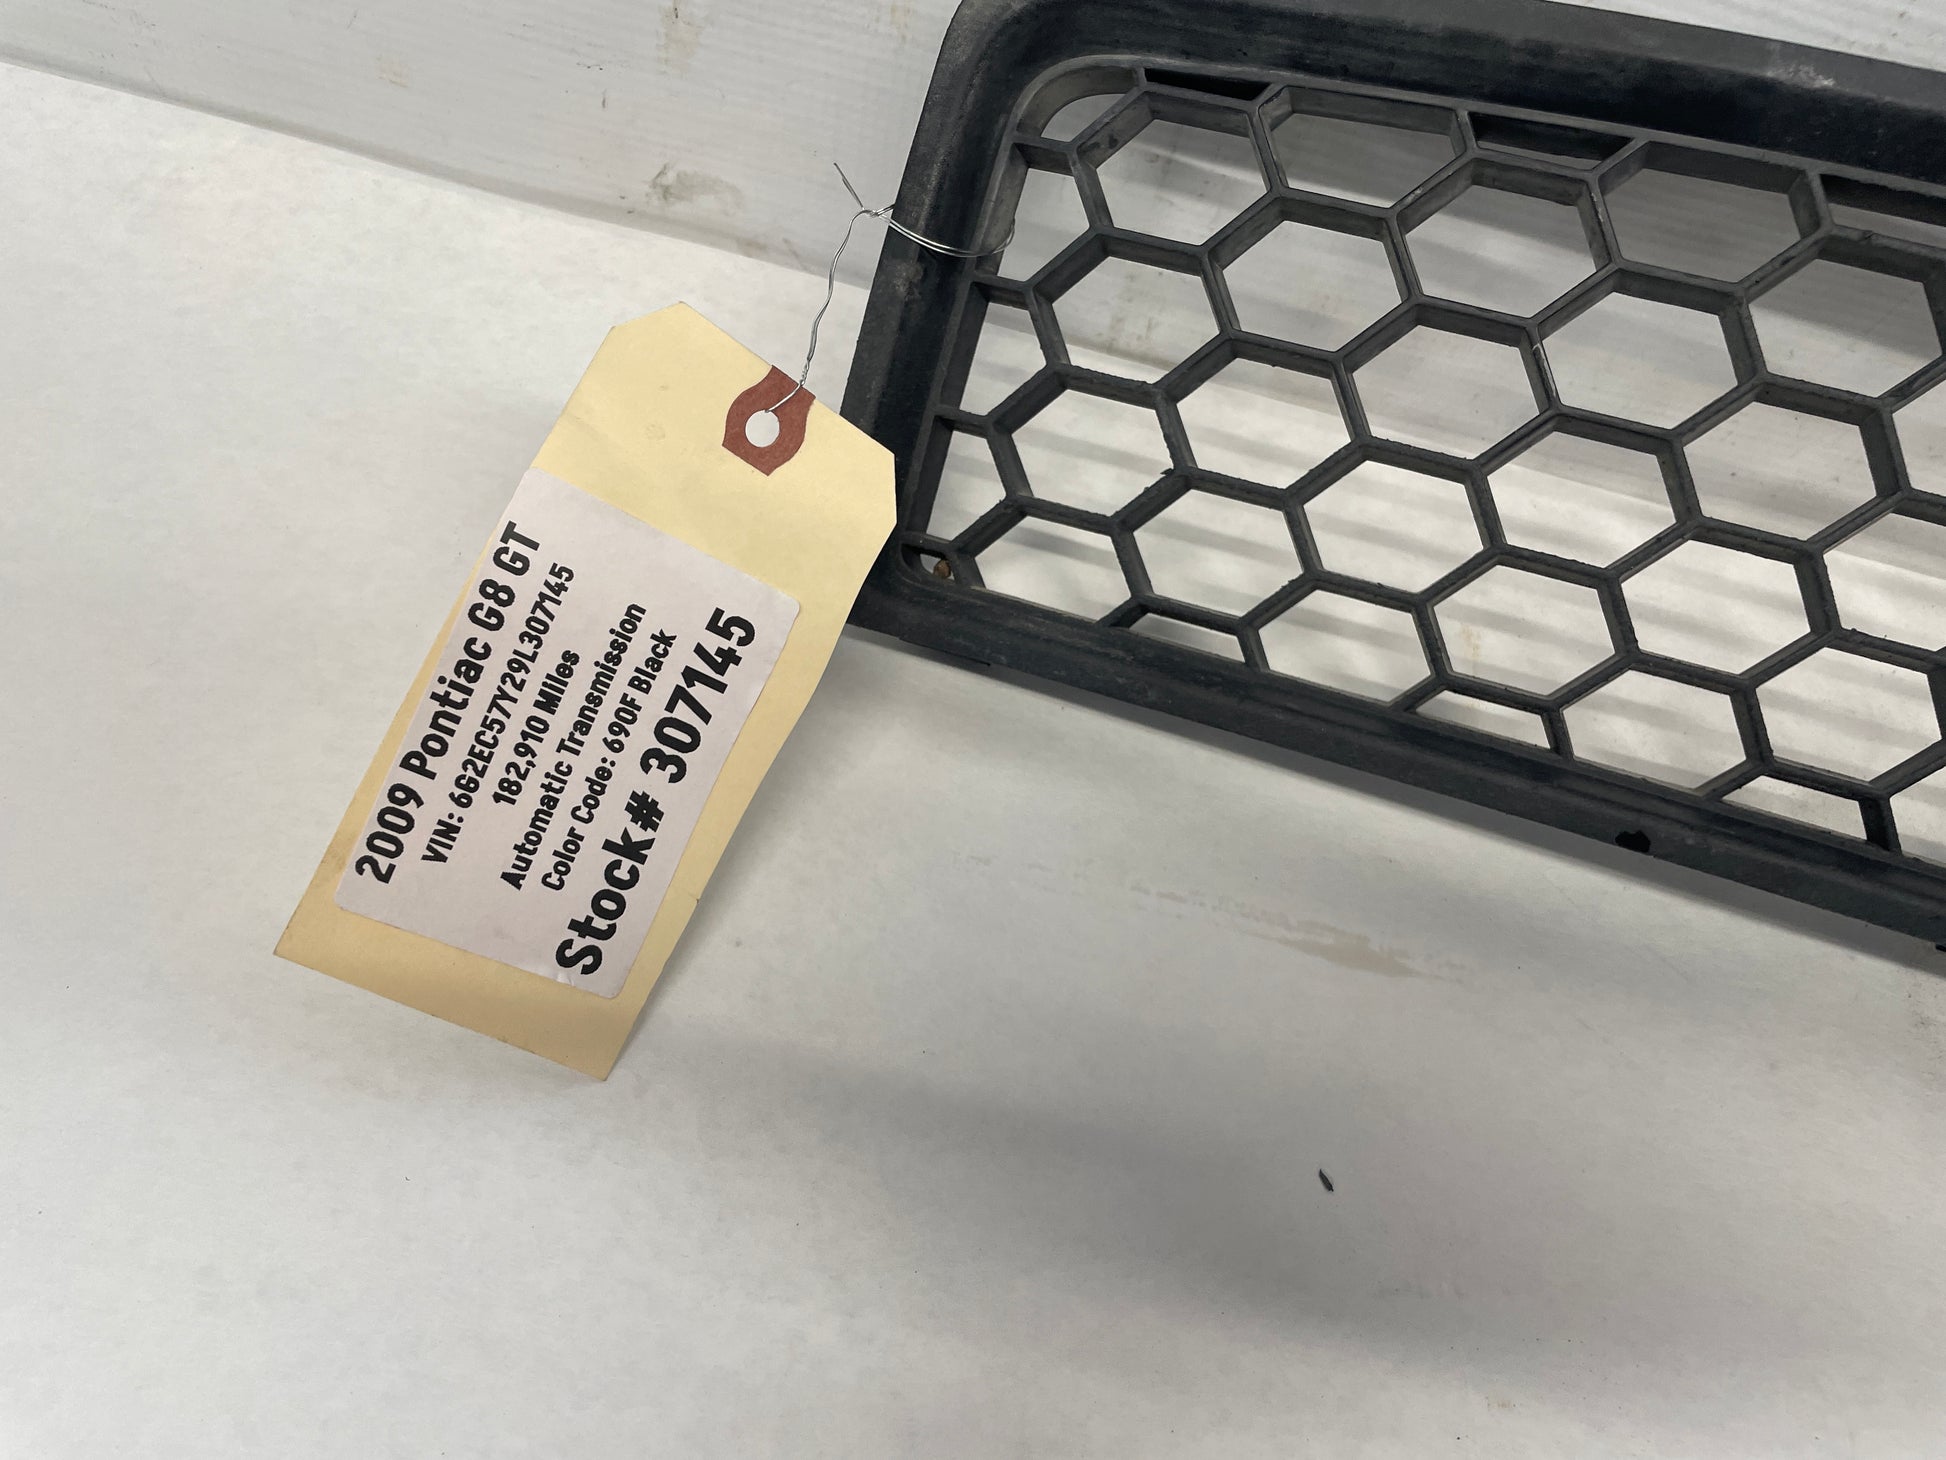 2009 Pontiac G8 GT
VIN: 6G2EC57Y29L307145
182,910 Miles
Automatic Transmission
Color Code: 690F Black
Stock# 307145